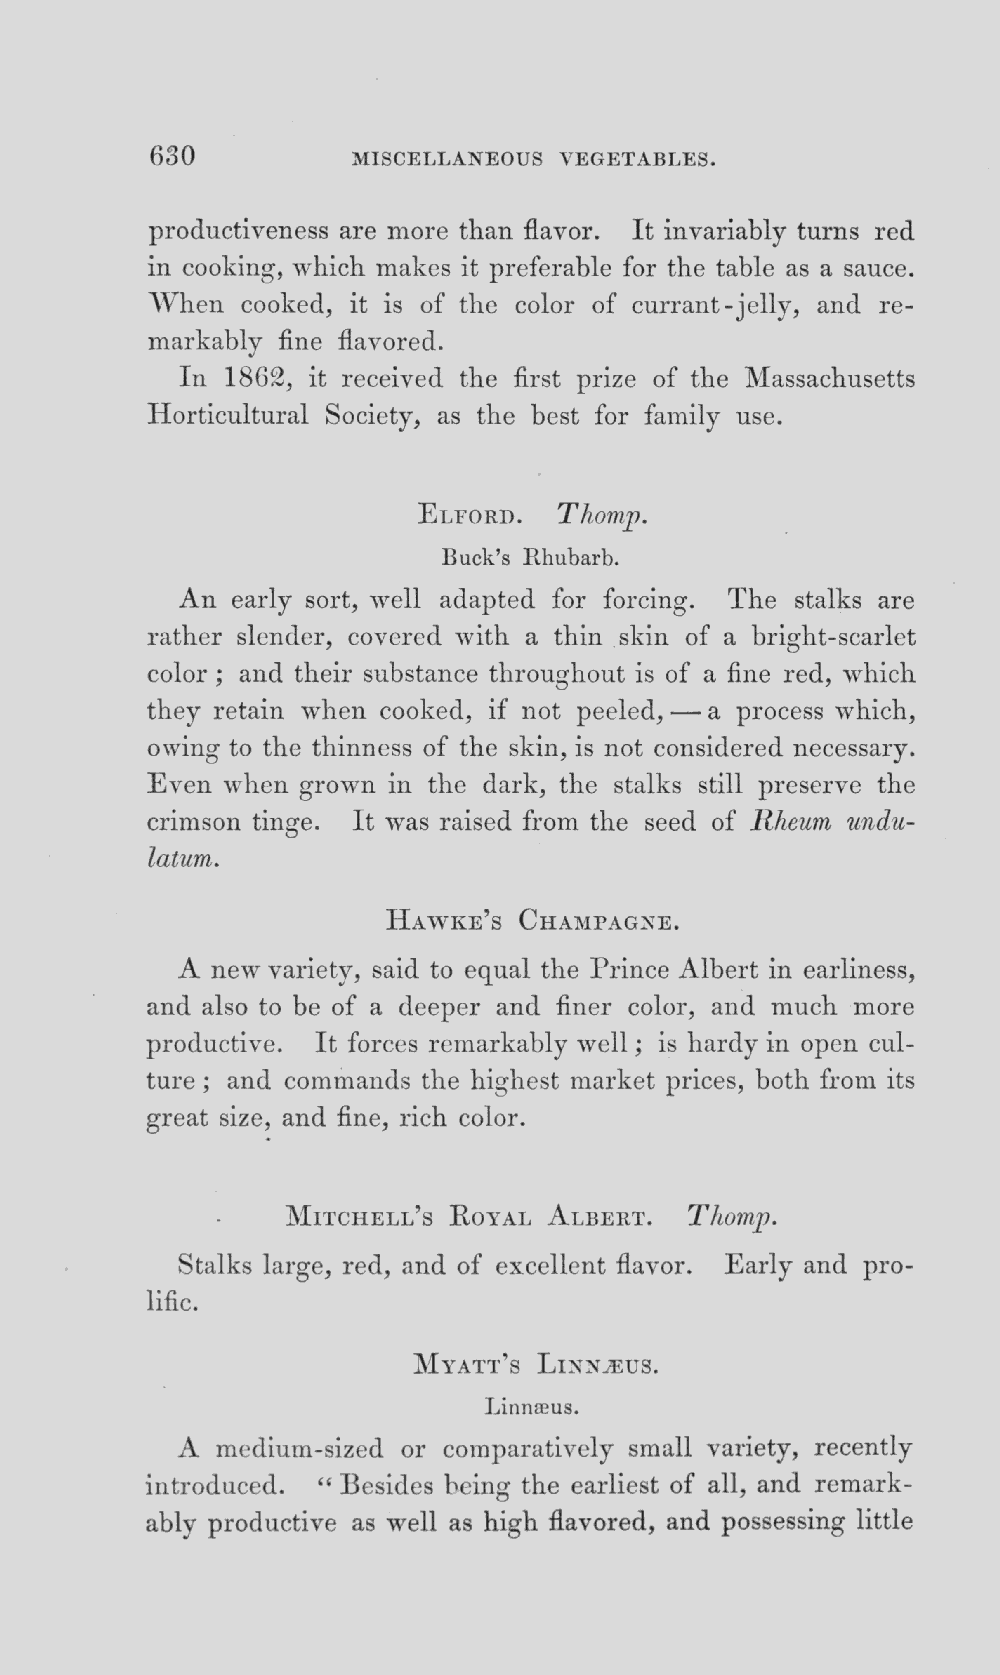 630 MISCELLANEOUS VEGETABLES.
productiveness are more than flavor. It invariably turns red
in cooking, which makes it preferable for the table as a sauce.
When cooked, it is of the color of currant-jelly, and re-
markably fine flavored.
In 1862, it received the first prize of the Massachusetts
Horticultural Society, as the best for family use.
ELFORD. Thomp.
Buck's Rhubarb.
An early sort, well adapted for forcing. The stalks are
rather slender, covered with a thin skin of a bright-scarlet
color; and their substance throughout is of a fine red, which
they retain when cooked, if not peeled, — a process which,
owing to the thinness of the skin, is not considered necessary.
Even when grown in the dark, the stalks still preserve the
crimson tinge. It was raised from the seed of Rheum undu-
latum.
HAWKE'S CHAMPAGNE.
A new variety, said to equal the Prince Albert in earliness,
and also to be of a deeper and finer color, and much more
productive. It forces remarkably well; is hardy in open cul-
ture; and commands the highest market prices, both from its
great size, and fine, rich color.
MITCHELL'S ROYAL ALBERT. Thomp.
Stalks large, red, and of excellent flavor. Early and pro-
lific.
MYATT'S LINNÆUS.
Linnæus.
A medium-sized or comparatively small variety, recently
introduced. "Besides being the earliest of all, and remark-
ably productive as well as high flavored, and possessing little